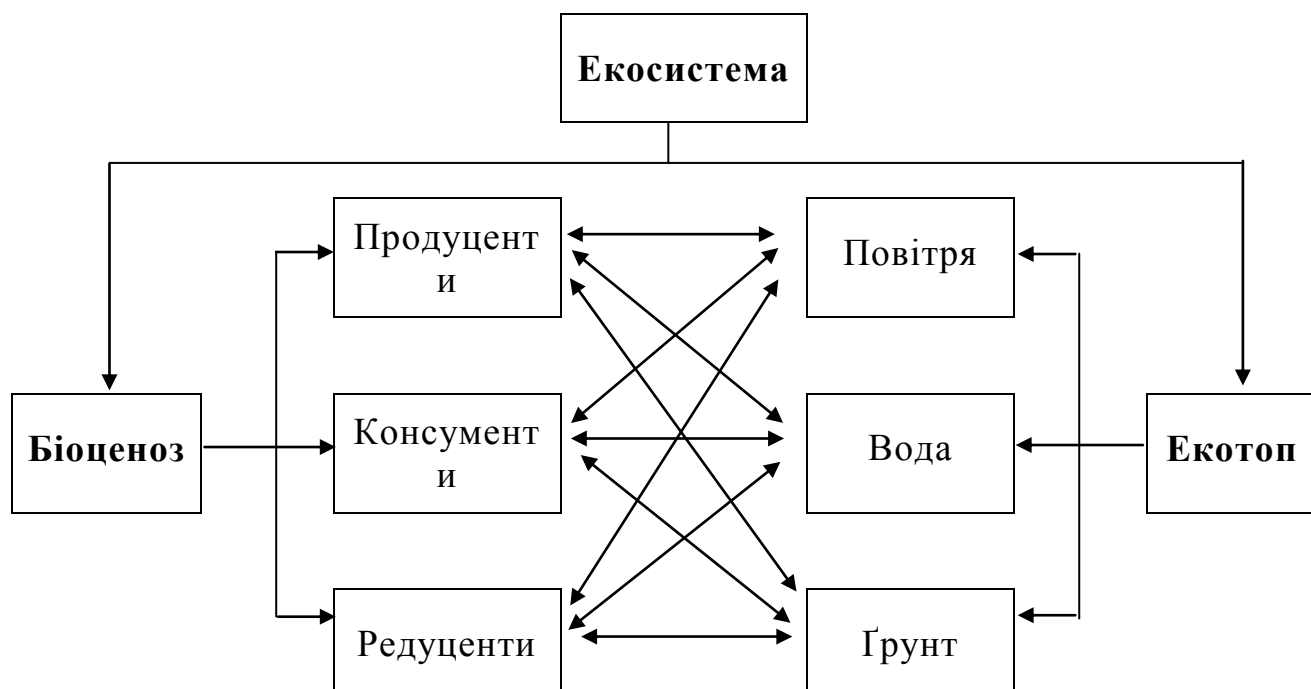 Екосистема
Продуцент
и
Повітря
Біоценоз
Консумент
и
Вода
Екотоп
Редуценти
Ґрунт